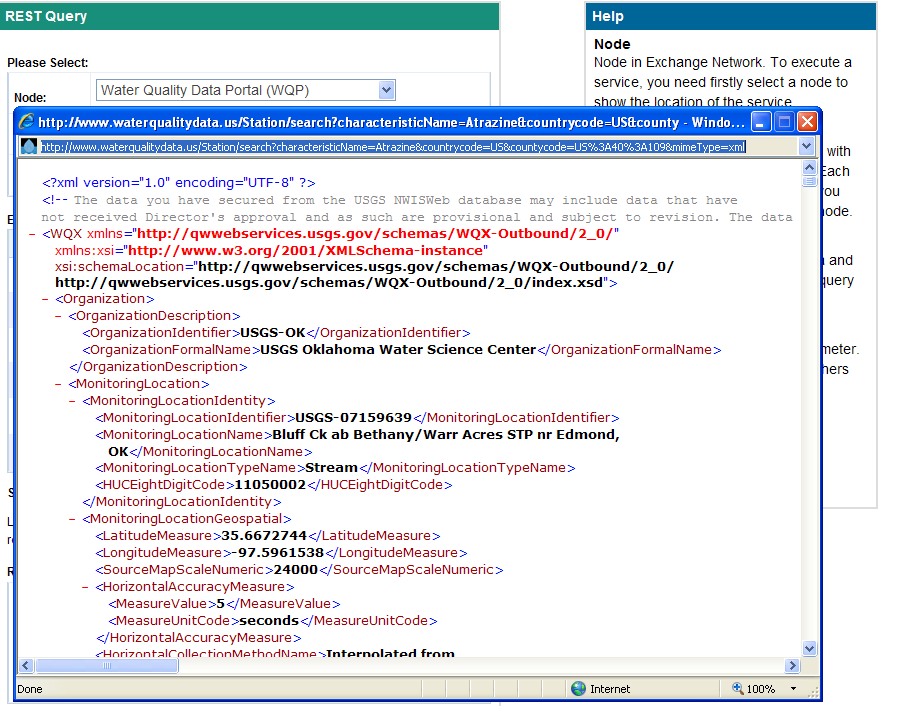 REST Query
Please Select:
Node:
Water Quality Data Portal (WQP)
Help
Node
Node in Exchange Network. To execute a
service, you need firstly select a node to
show the location of the service
with
Each
you
node.
and
query
meter.
hers
http://www.waterqualitydata.us/Station/search?characteristicName=Atrazine&countrycode=US&county - Windo...
http://www.waterqualitydata.us/Station/search?characteristicName=Atrazine&countrycode=US&countycode=US%3A40%3A109&mimeType=xml
<?xml version="1.0" encoding="UTF-8" ?>
<!-- The data you have secured from the USGS NWISWeb database may include data that have
not received Director's approval and as such are provisional and subject to revision. The data
- <WQX xmlns="http://qwwebservices.usgs.gov/schemas/WQX-Outbound/2_0/"
xmlns:xsi="http://www.w3.org/2001/XMLSchema-instance"
xsi:schemaLocation="http://qwwebservices.usgs.gov/schemas/WQX-Outbound/2_0/
http://qwwebservices.usgs.gov/schemas/WQX-Outbound/2_0/index.xsd">
- <Organization>
- <OrganizationDescription>
<OrganizationIdentifier>USGS-OK</OrganizationIdentifier>
<OrganizationFormalName>USGS Oklahoma Water Science Center</OrganizationFormalName>
</OrganizationDescription>
- <MonitoringLocation>
- <MonitoringLocationIdentity>
<MonitoringLocationIdentifier>USGS-07159639</MonitoringLocationIdentifier>
<MonitoringLocationName>Bluff Ck ab Bethany/Warr Acres STP nr Edmond,
OK</MonitoringLocationName>
<MonitoringLocationTypeName>Stream</MonitoringLocationTypeName>
<HUCEightDigitCode>11050002</HUCEightDigitCode>
</MonitoringLocationIdentity>
- <MonitoringLocationGeospatial>
<LatitudeMeasure>35.6672744</LatitudeMeasure>
<LongitudeMeasure>-97.5961538</LongitudeMeasure>
<SourceMapScaleNumeric>24000</SourceMapScaleNumeric>
- <HorizontalAccuracyMeasure>
<MeasureValue>5</MeasureValue>
<MeasureUnitCode>seconds</MeasureUnitCode>
</HorizontalAccuracyMeasure>
<HorizontalCollectionMethodName>Interpolated from
Done
Internet
100%